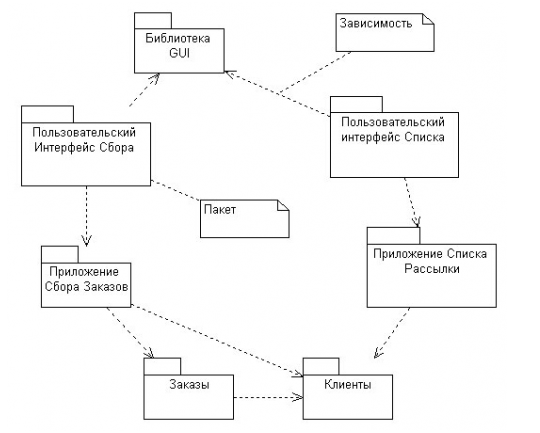 Библиотека
GUI
Зависимость
Пользовательский
Интерфейс Сбора
Пользовательский
интерфейс Списка
Пакет
Приложение
Сбора Заказов
Приложение Списка
Рассылки
Заказы
Клиенты